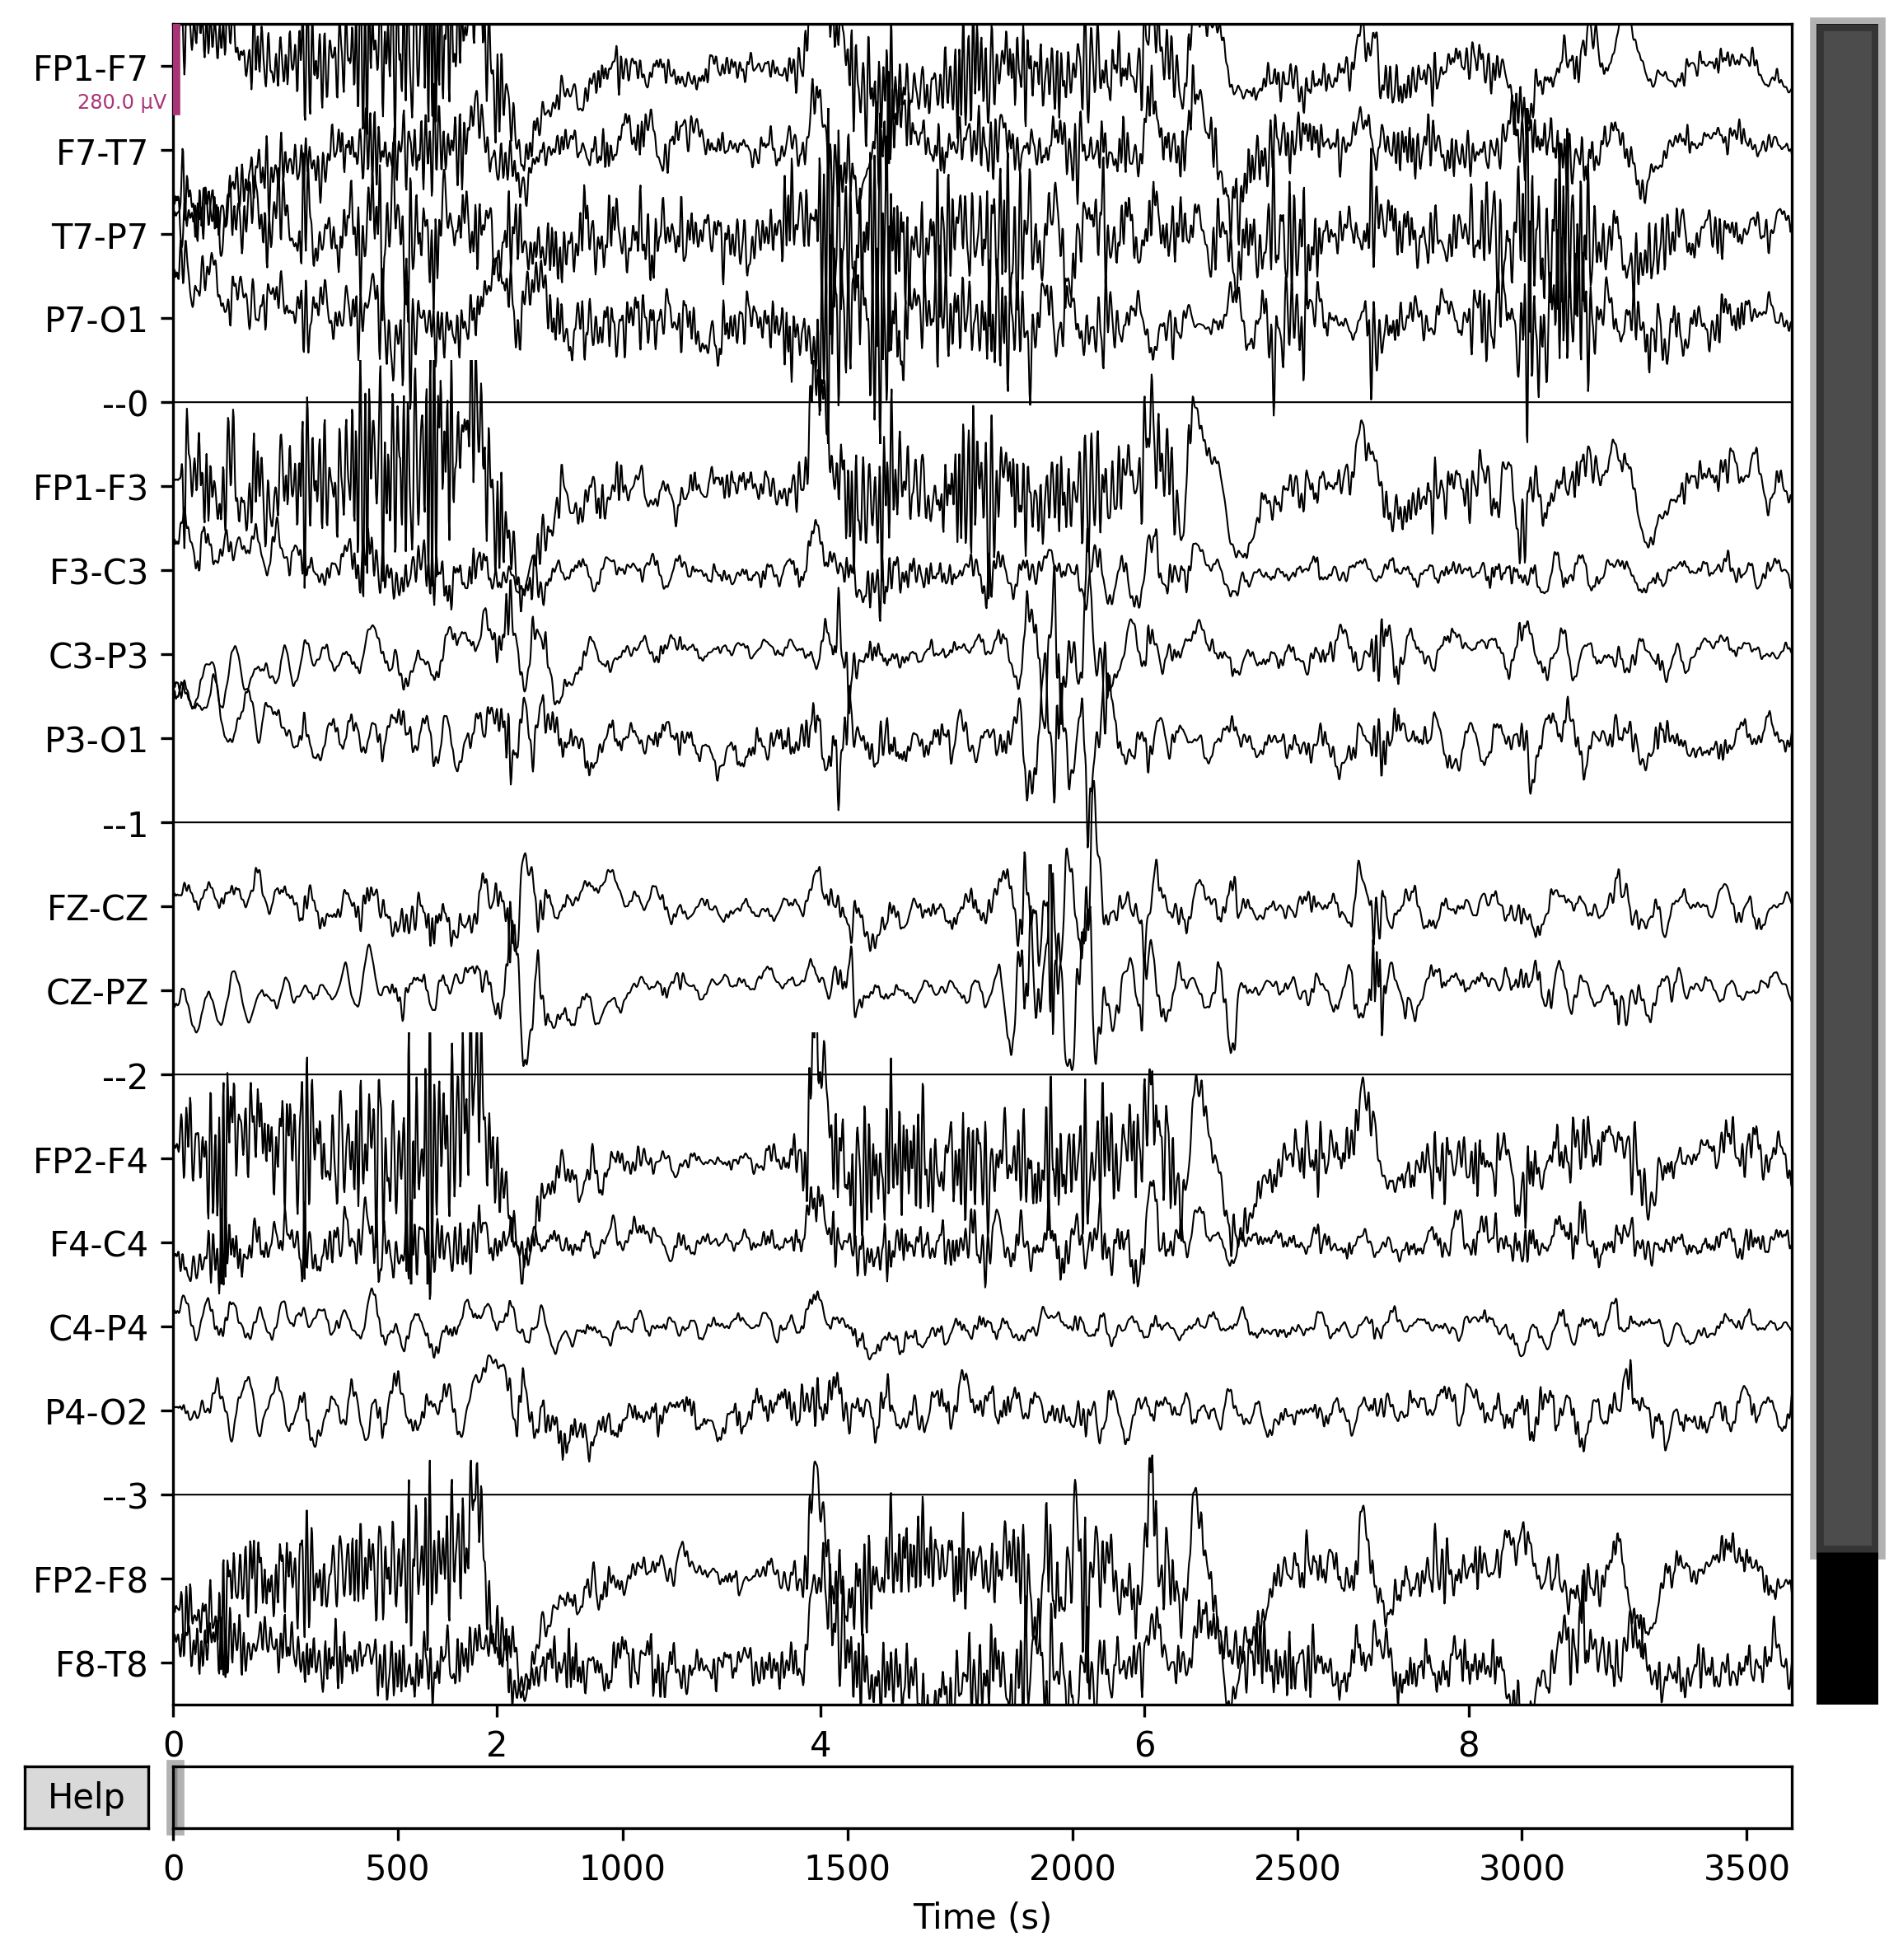 FP1-F7
280.0 µV
F7-T7
T7-P7
P7-O1
--0
FP1-F3
F3-C3
C3-P3
P3-O1
--1
FZ-CZ
CZ-PZ
--2
FP2-F4
F4-C4
C4-P4
P4-O2
--3
FP2-F8
F8-T8
0 2 4 6 8
Help
0 500 1000 1500 2000 2500 3000 3500
Time (s)